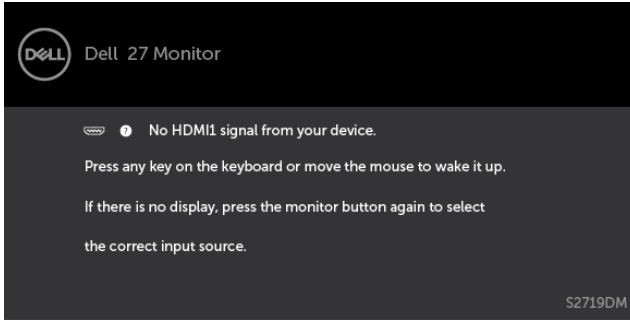 DELL Dell 27 Monitor
? No HDMI1 signal from your device.
Press any key on the keyboard or move the mouse to wake it up.
If there is no display, press the monitor button again to select
the correct input source.
S2719DM